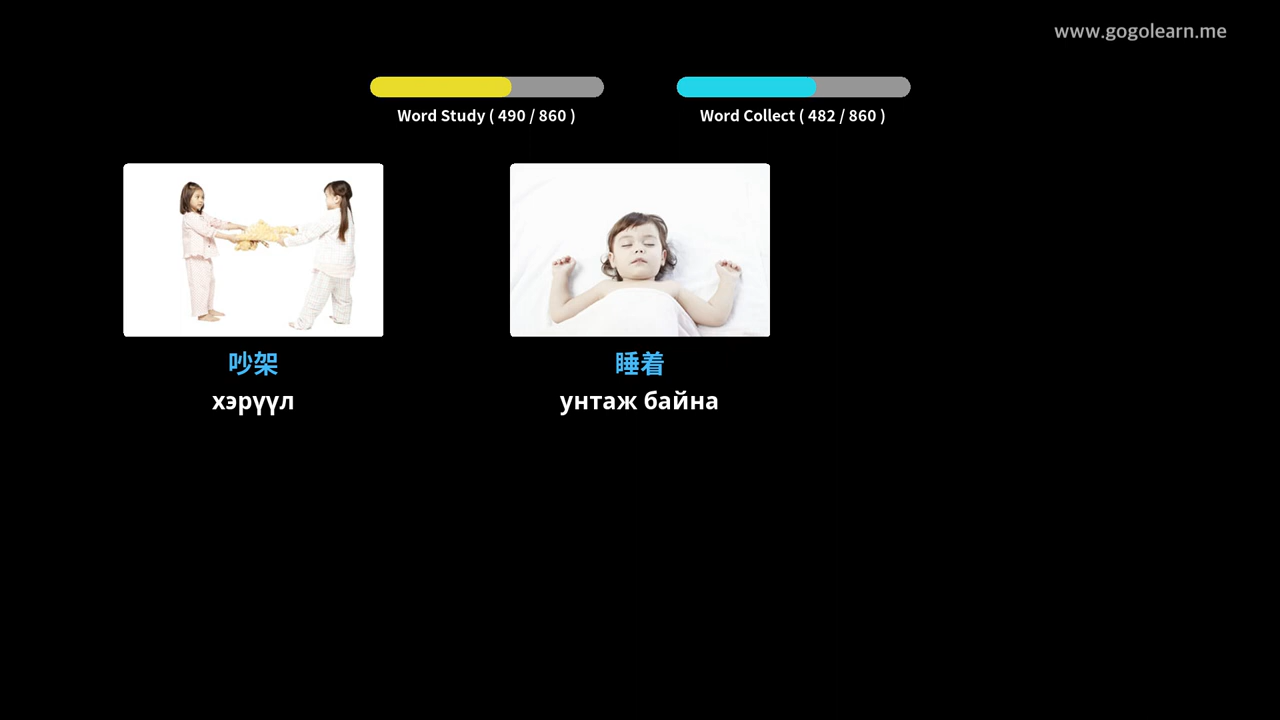 www.gogolearn.me
Word Study ( 490 / 860 )
Word Collect ( 482 / 860 )
吵架
хэрүүл
睡着
унтаж байна